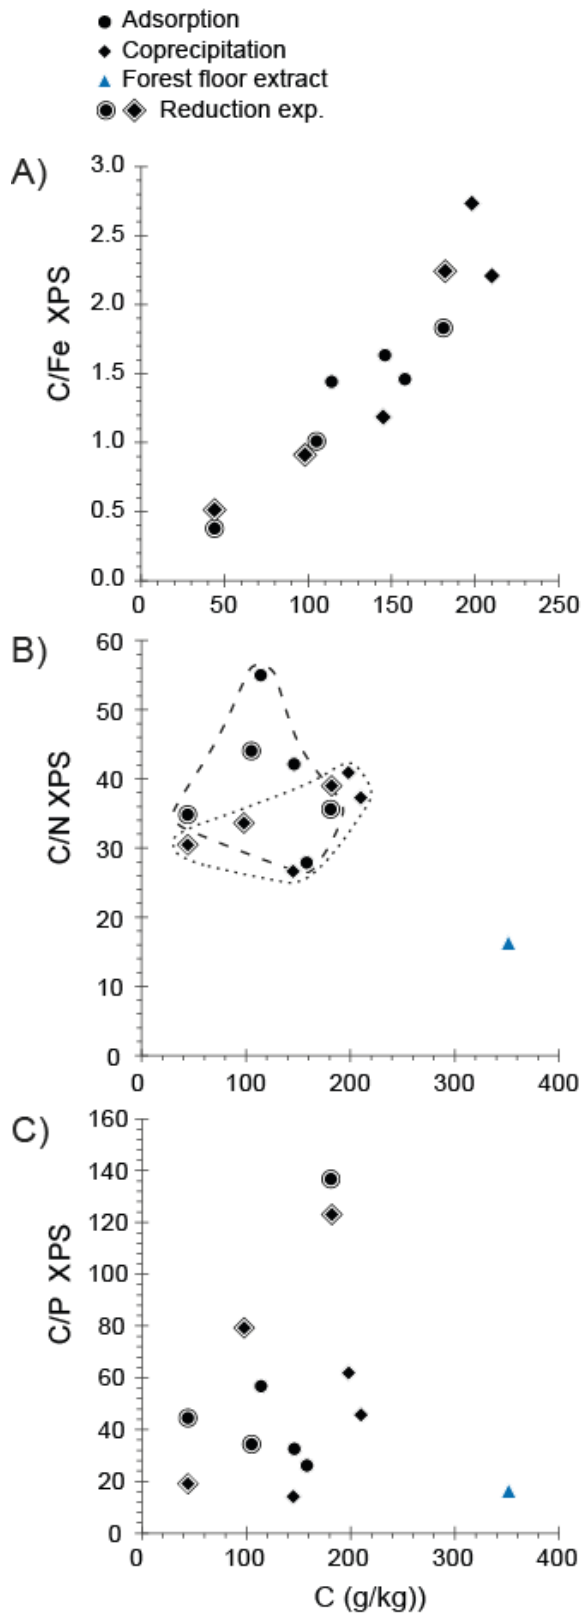 Adsorption
Coprecipitation
Forest floor extract
Reduction exp.
A)
C/Fe XPS
3.0
2.5
2.0
1.5
1.0
0.5
0.0
0 50 100 150 200 250
B)
C/N XPS
60
50
40
30
20
10
0
0 100 200 300 400
C)
C/P XPS
160
140
120
100
80
60
40
20
0
0 100 200 300 400
C (g/kg))